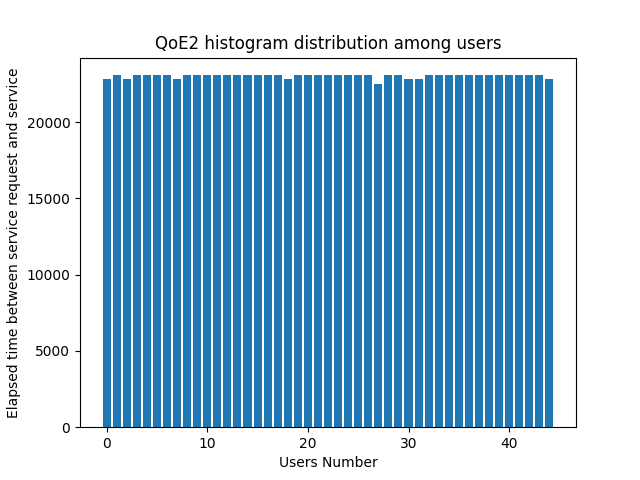 QoE2 histogram distribution among users
Elapsed time between service request and service
20000
15000
10000
5000
0
0 10 20 30 40
Users Number